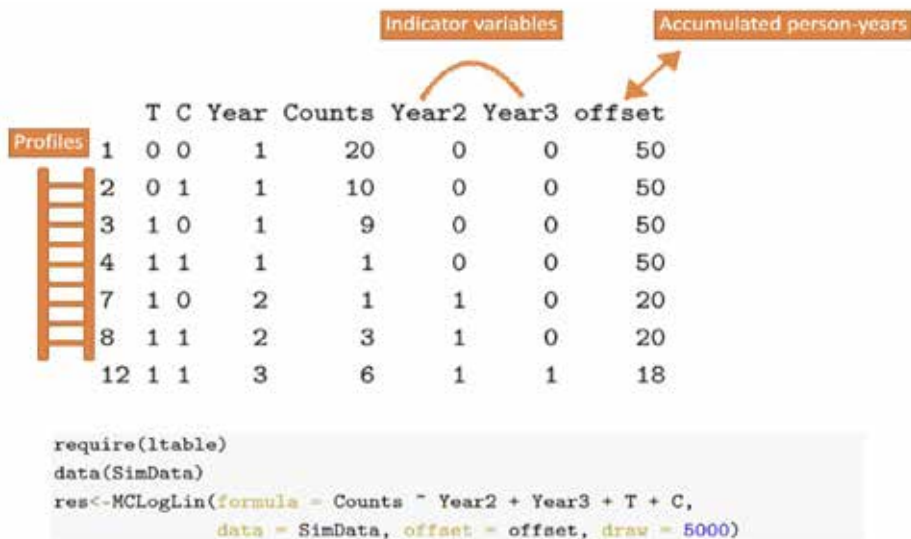 Indicator variables
Accumulated person-years
T C Year Counts Year2 Year3 offset
Profiles
1 0 0 1 20 0 0 50
2 0 1 1 10 0 0 50
3 1 0 1 9 0 0 50
4 1 1 1 1 0 0 50
7 1 0 2 1 1 0 20
8 1 1 2 3 1 0 20
12 1 1 3 6 1 1 18
require(ltable)
data(SimData)
res<-MCLogLin(formula = Counts ~ Year2 + Year3 + T + C,
data = SimData, offset = offset, draw = 5000)